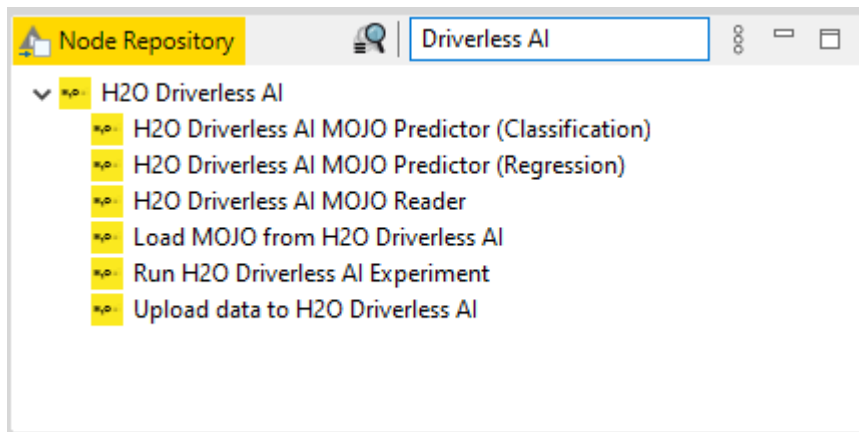 Node Repository
Driverless AI
H2O Driverless AI
H2O Driverless AI MOJO Predictor (Classification)
H2O Driverless AI MOJO Predictor (Regression)
H2O Driverless AI MOJO Reader
Load MOJO from H2O Driverless AI
Run H2O Driverless AI Experiment
Upload data to H2O Driverless AI